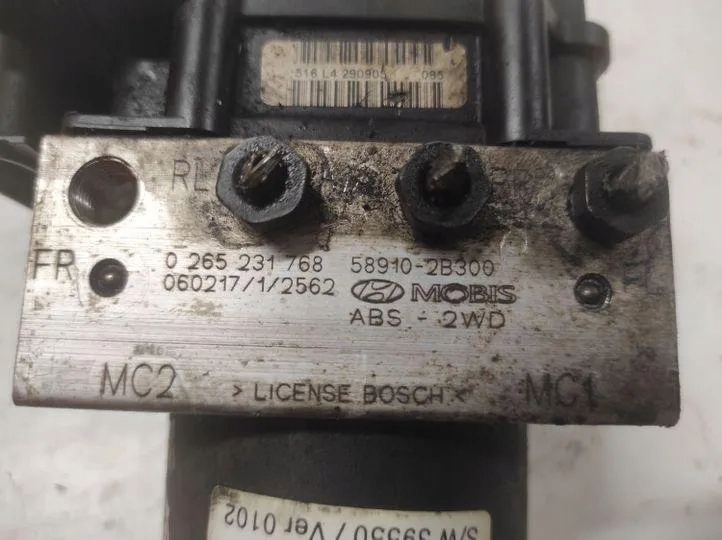 516 L4 290905 085
RL
FR
0 265 231 768 58910-2B300
060217/1/2562 MOBIS
ABS - 2WD
MC2 > LICENSE BOSCH < MC1
S/W 39550 / Ver 0102